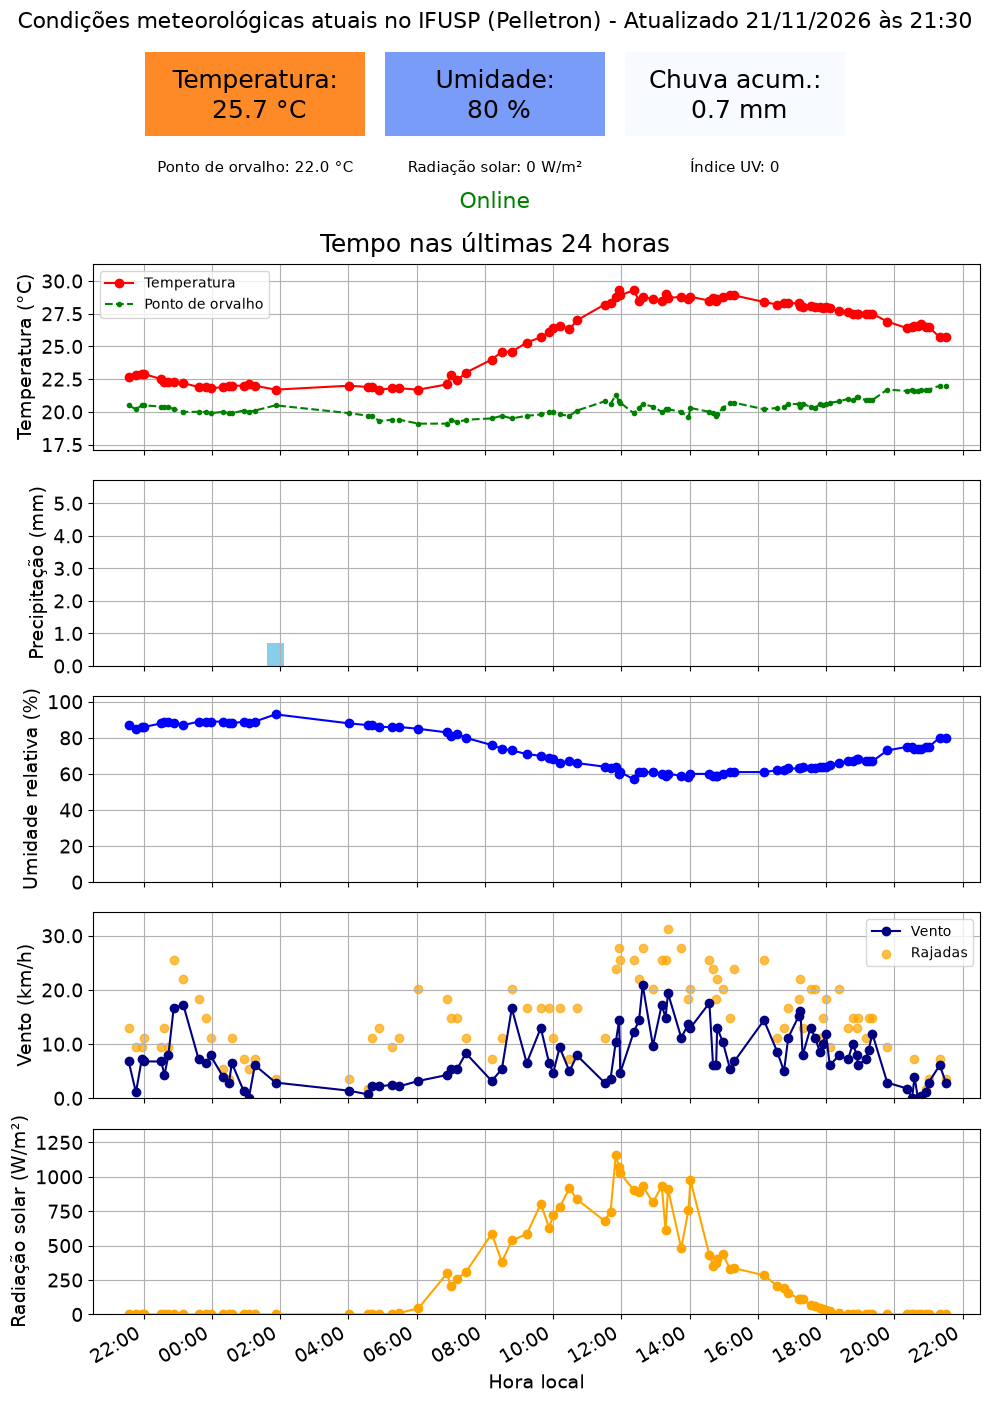 Condições meteorológicas atuais no IFUSP (Pelletron) - Atualizado 21/11/2026 às 21:30
Temperatura:
25.7 °C
Umidade:
80 %
Chuva acum.:
0.7 mm
Ponto de orvalho: 22.0 °C
Radiação solar: 0 W/m²
Índice UV: 0
Online
Tempo nas últimas 24 horas
Temperatura (°C)
30.0
27.5
25.0
22.5
20.0
17.5
Temperatura
Ponto de orvalho
Precipitação (mm)
5.0
4.0
3.0
2.0
1.0
0.0
Umidade relativa (%)
100
80
60
40
20
0
Vento (km/h)
30.0
20.0
10.0
0.0
Vento
Rajadas
Radiação solar (W/m²)
1250
1000
750
500
250
0
22:00
00:00
02:00
04:00
06:00
08:00
10:00
12:00
14:00
16:00
18:00
20:00
22:00
Hora local